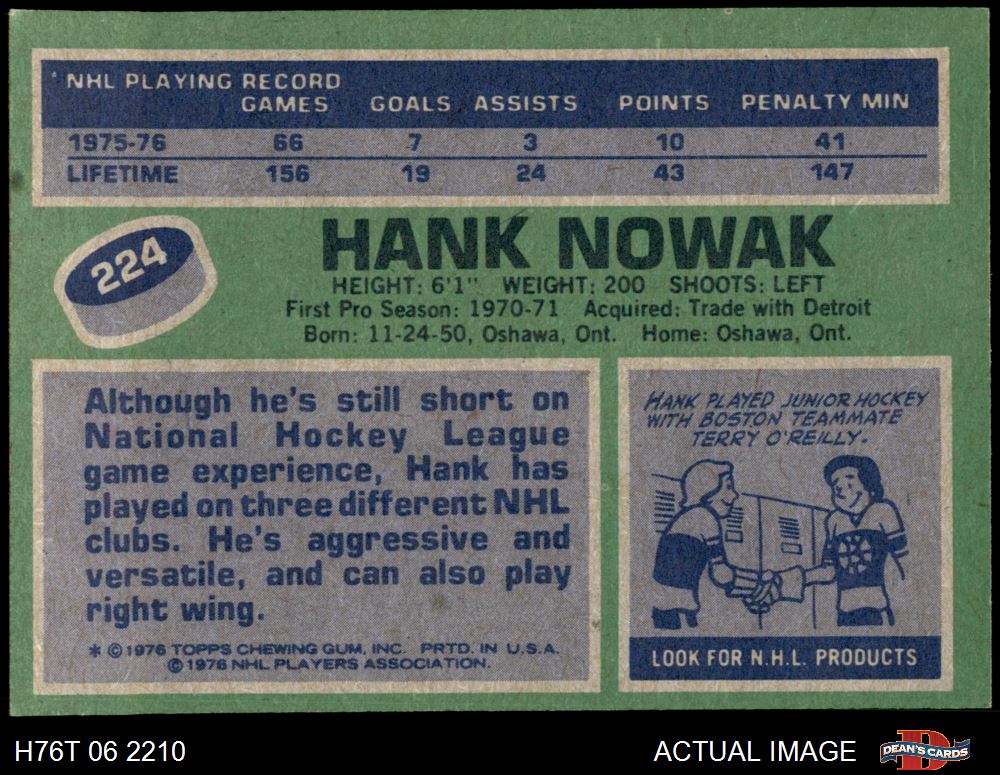 * NHL PLAYING RECORD
GAMES GOALS ASSISTS POINTS PENALTY MIN
1975-76 66 7 3 10 41
LIFETIME 156 19 24 43 147
224
HANK NOWAK
HEIGHT: 6'1" WEIGHT: 200 SHOOTS: LEFT
First Pro Season: 1970-71 Acquired: Trade with Detroit
Born: 11-24-50, Oshawa, Ont. Home: Oshawa, Ont.
Although he's still short on
National Hockey League
game experience, Hank has
played on three different NHL
clubs. He's aggressive and
versatile, and can also play
right wing.
* ©1976 TOPPS CHEWING GUM, INC. PRTD. IN U.S.A.
©1976 NHL PLAYERS ASSOCIATION.
HANK PLAYED JUNIOR HOCKEY
WITH BOSTON TEAMMATE
TERRY O'REILLY.
LOOK FOR N.H.L. PRODUCTS
H76T 06 2210
ACTUAL IMAGE
D
DEAN'S CARDS